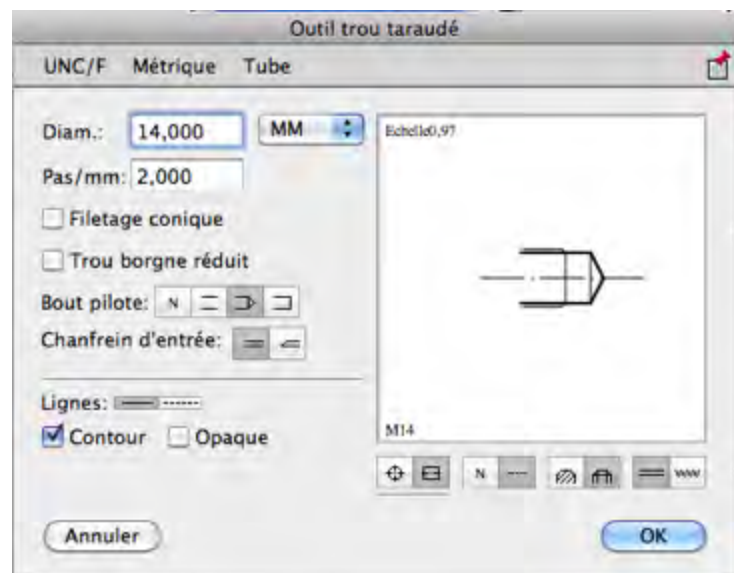 Outil trou taraudé
UNC/F Métrique Tube
Diam.: 14,000 MM
Pas/mm: 2,000
Filetage conique
Trou borgne réduit
Bout pilote: N
Chanfrein d'entrée:
Lignes:
Contour Opaque
Echelle0,97
M14
N
Annuler OK